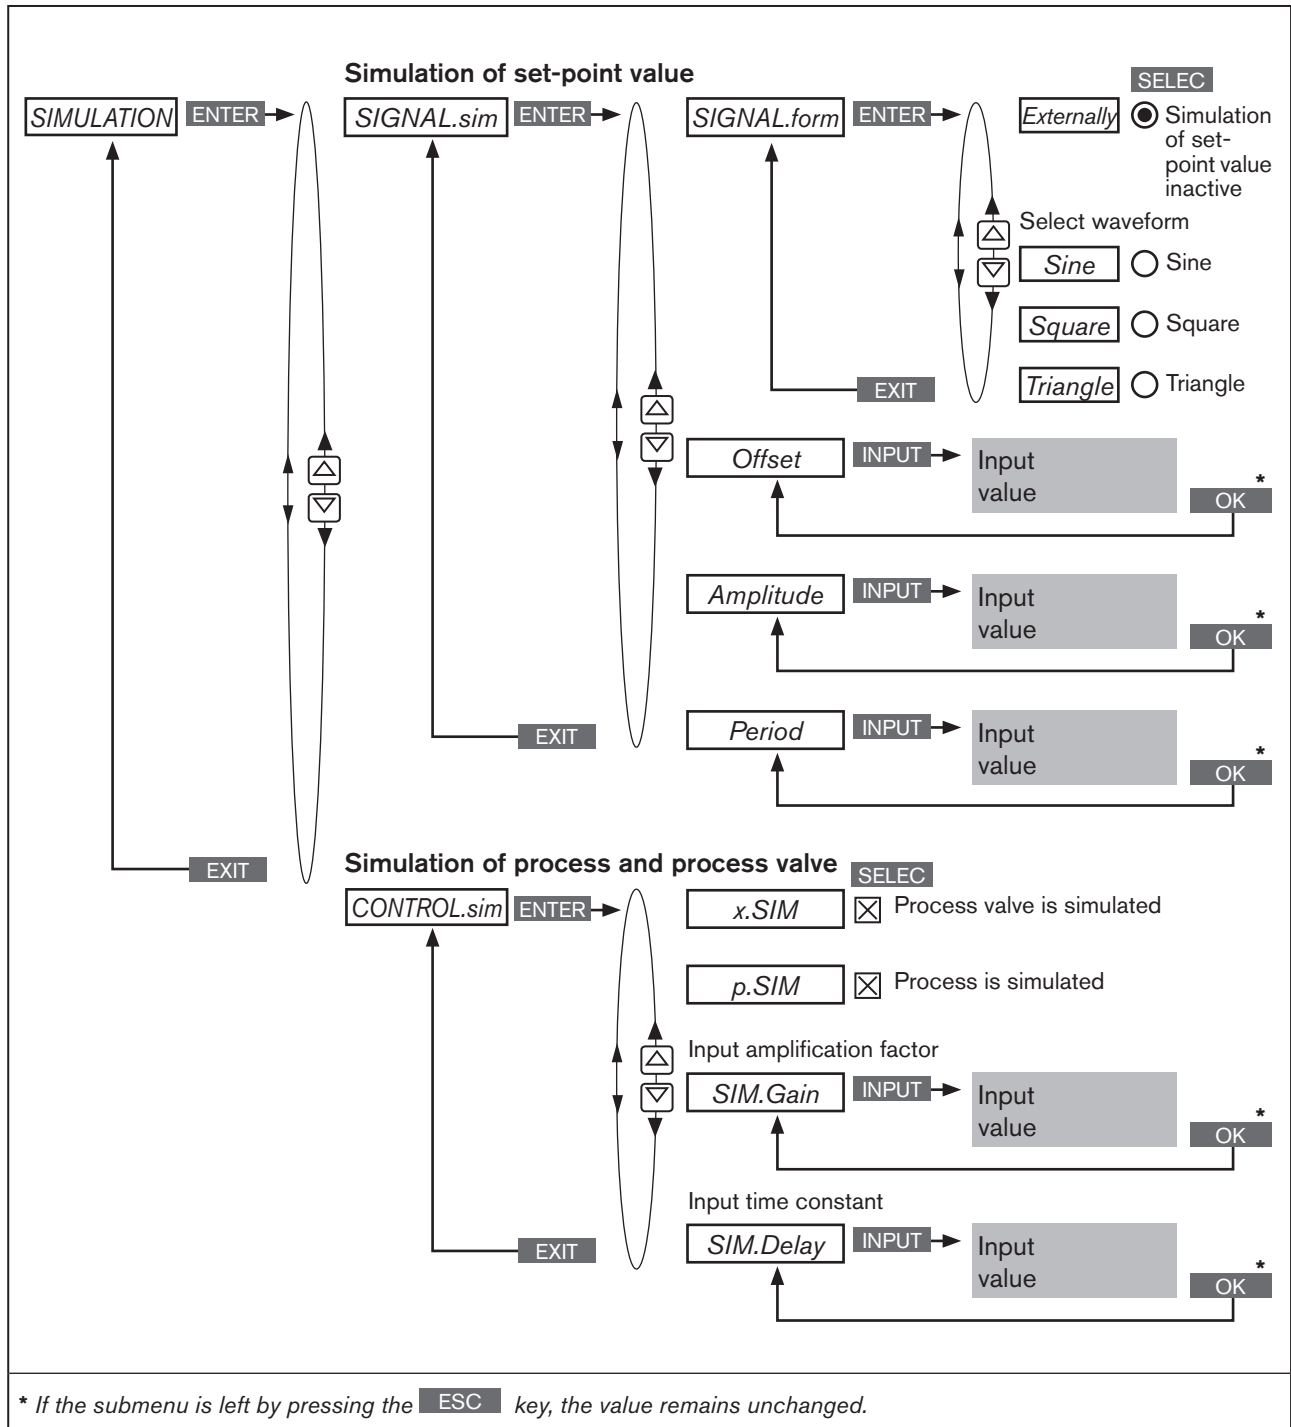 Simulation of set-point value
SELEC
SIMULATION ENTER SIGNAL.sim ENTER SIGNAL.form ENTER Externally Simulation
of set-
point value
inactive
Select waveform
Sine Sine
Square Square
Triangle Triangle
EXIT
Offset INPUT Input
value
*
OK
Amplitude INPUT Input
value
*
OK
Period INPUT Input
value
*
OK
EXIT
EXIT
Simulation of process and process valve
SELEC
CONTROL.sim ENTER x.SIM Process valve is simulated
p.SIM Process is simulated
Input amplification factor
SIM.Gain INPUT Input
value
*
OK
Input time constant
SIM.Delay INPUT Input
value
*
OK
EXIT
* If the submenu is left by pressing the ESC key, the value remains unchanged.